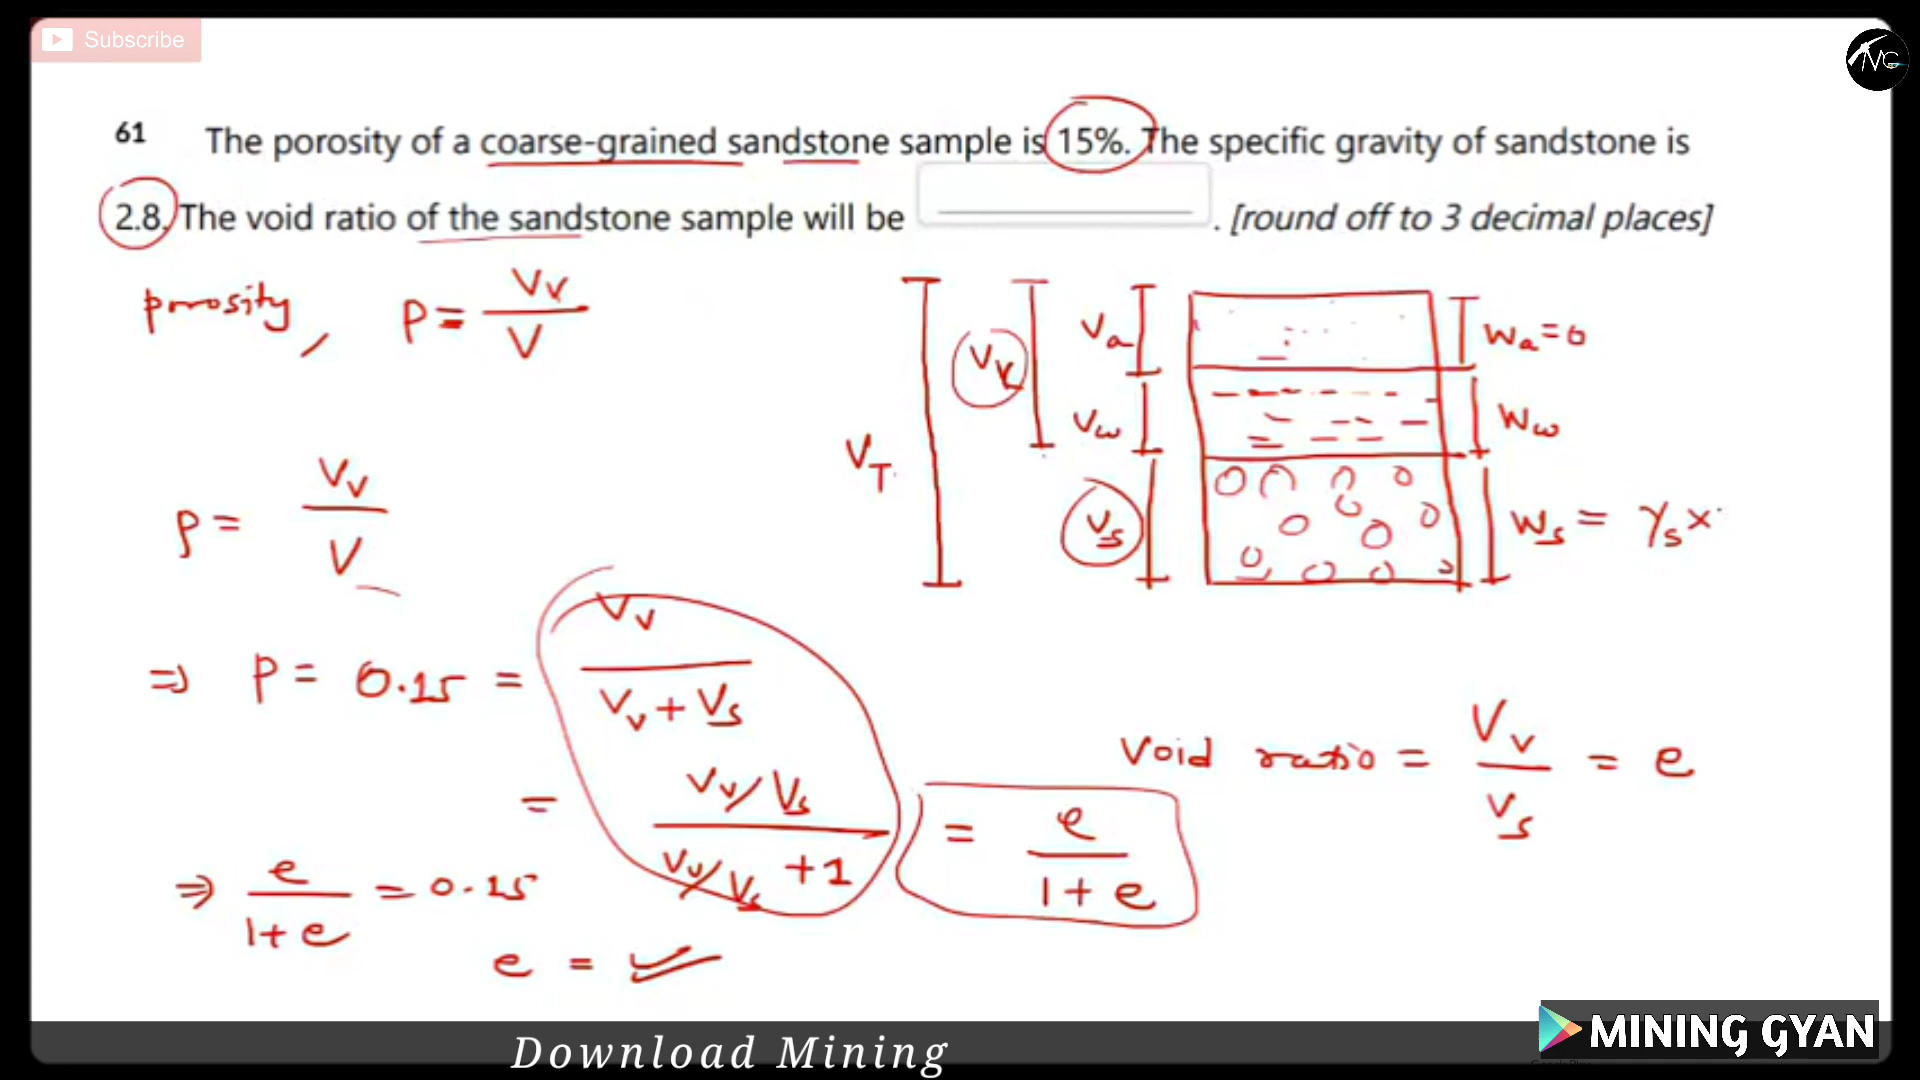 Subscribe
NG
61 The porosity of a coarse-grained sandstone sample is 15%. The specific gravity of sandstone is
2.8. The void ratio of the sandstone sample will be ____________. [round off to 3 decimal places]
porosity, P = Vv / V
Va
Wa = 0
Vv
Vw
Ww
VT
Vs
Ws = γs x
P = Vv / V
⇒ P = 0.15 = Vv / Vv + Vs
= Vv/Vs / Vv/Vs + 1 = e / 1 + e
Void ratio = Vv / Vs = e
⇒ e / 1 + e = 0.15
e =
Download Mining
MINING GYAN